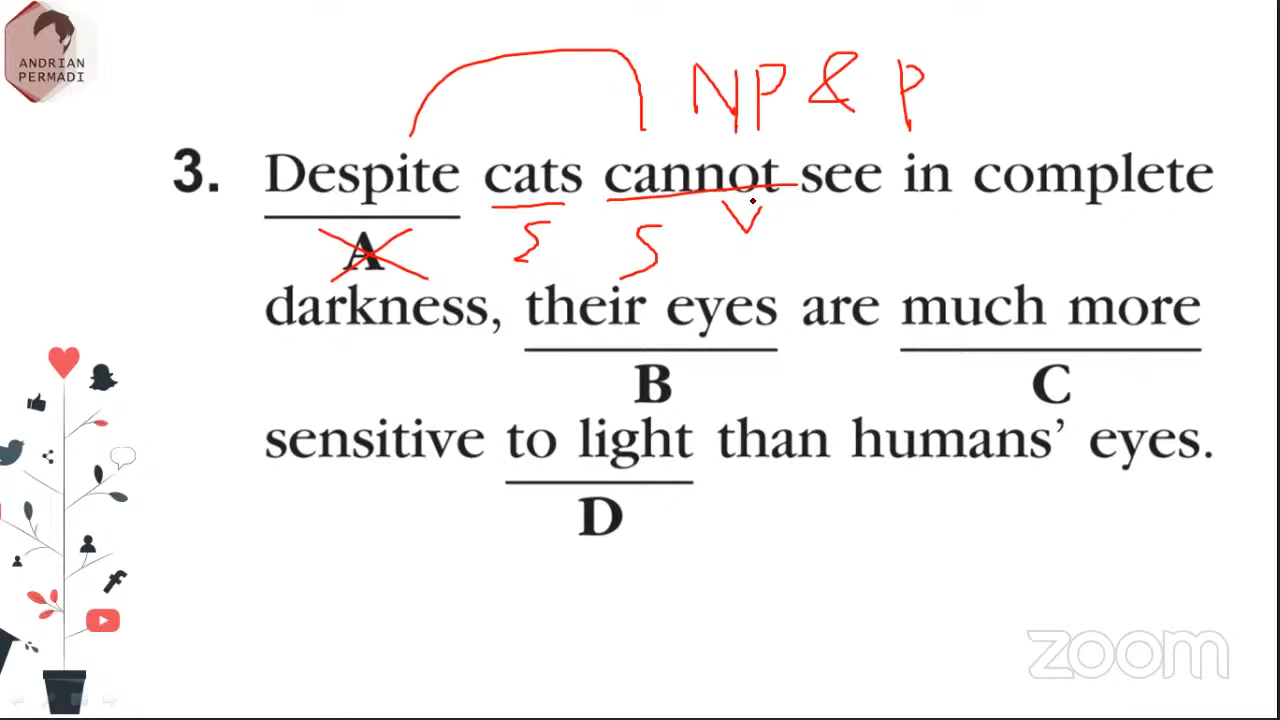 ANDRIAN
PERMADI
NP & P
3. Despite cats cannot see in complete
A S S V
darkness, their eyes are much more
B C
sensitive to light than humans’ eyes.
D
zoom